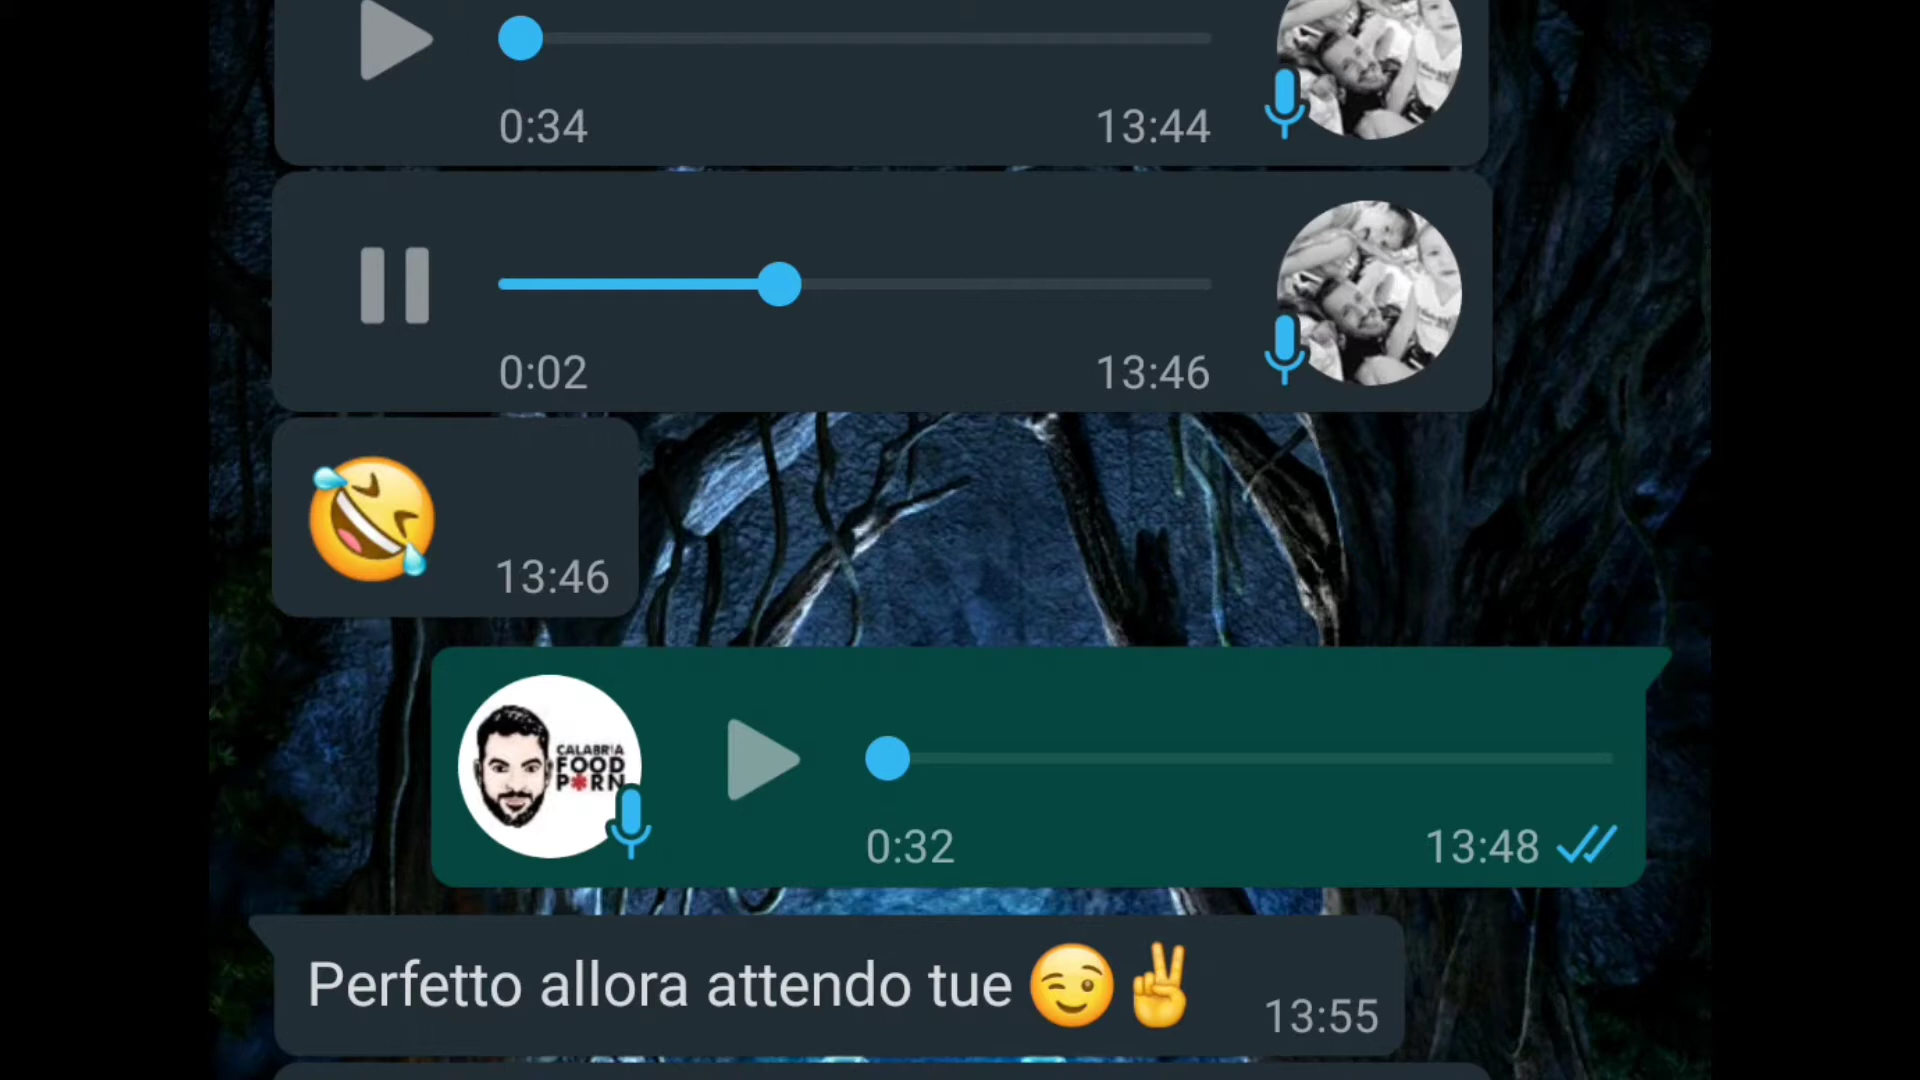 0:34 13:44
0:02 13:46
🤣 13:46
CALABRIA
FOOD
P*RN
0:32 13:48
Perfetto allora attendo tue 😉✌️ 13:55